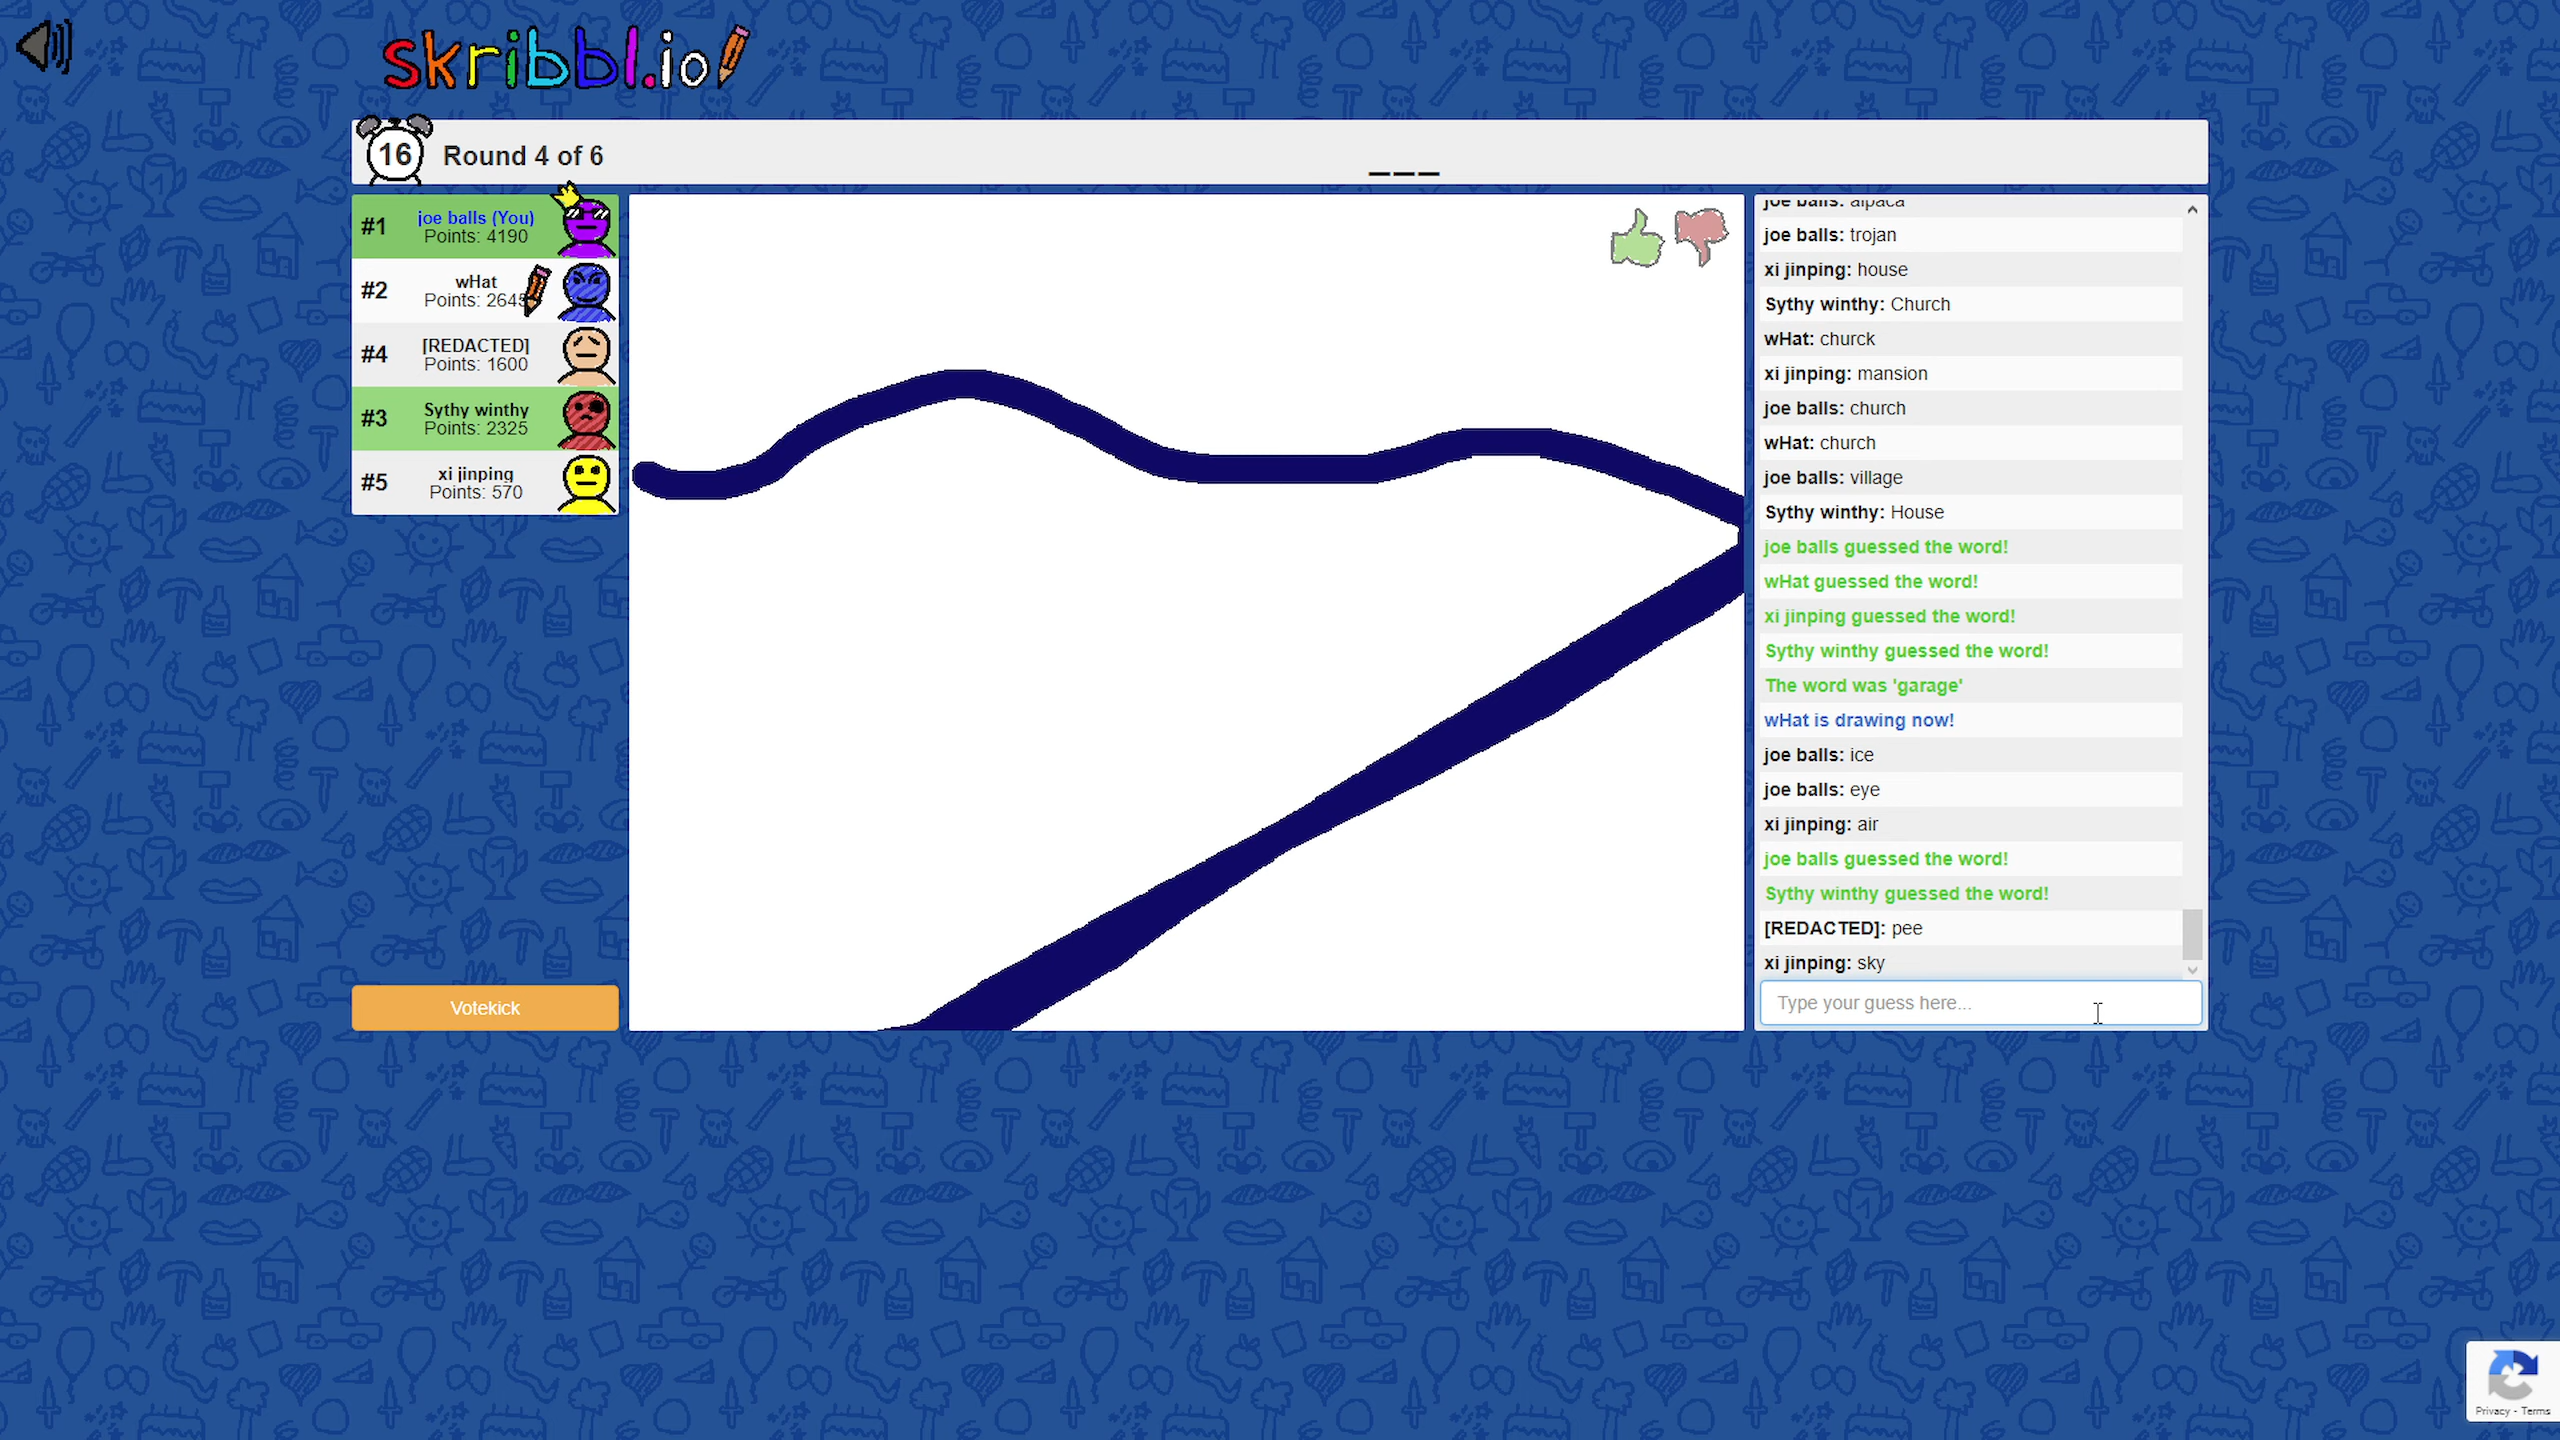 skribbl.io
16 Round 4 of 6
___
#1 joe balls (You)
Points: 4190
#2 wHat
Points: 2645
#4 [REDACTED]
Points: 1600
#3 Sythy winthy
Points: 2325
#5 xi jinping
Points: 570
Votekick
joe balls: alpaca
joe balls: trojan
xi jinping: house
Sythy winthy: Church
wHat: churck
xi jinping: mansion
joe balls: church
wHat: church
joe balls: village
Sythy winthy: House
joe balls guessed the word!
wHat guessed the word!
xi jinping guessed the word!
Sythy winthy guessed the word!
The word was 'garage'
wHat is drawing now!
joe balls: ice
joe balls: eye
xi jinping: air
joe balls guessed the word!
Sythy winthy guessed the word!
[REDACTED]: pee
xi jinping: sky
Type your guess here...
Privacy - Terms